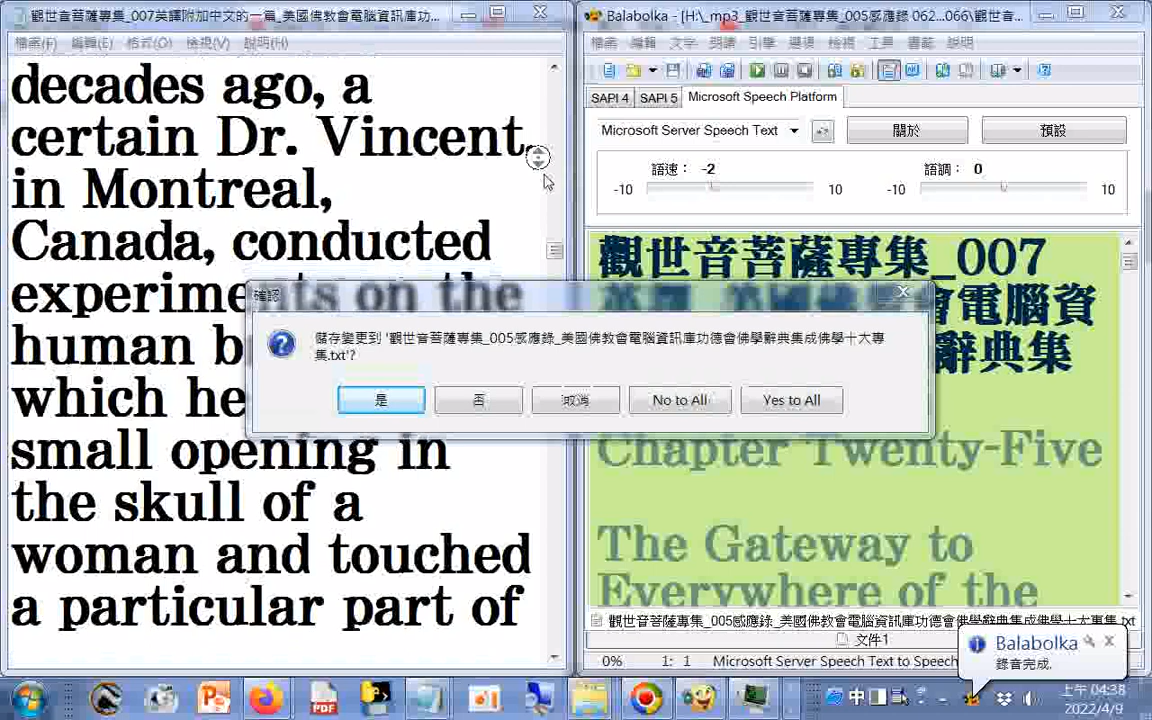 觀世音菩薩專集_007英譯附加中文的一篇_美國佛教會電腦資訊庫功...
檔案(F) 編輯(E) 格式(O) 檢視(V) 說明(H)
decades ago, a
certain Dr. Vincent,
in Montreal,
Canada, conducted
experiments on the
human b
which he
small opening in
the skull of a
woman and touched
a particular part of
Balabolka - [H:\_mp3_觀世音菩薩專集_005感應錄 062...066\觀世音...
檔案 編輯 文字 朗讀 引擎 選項 檢視 工具 書籤 說明
SAPI 4 SAPI 5 Microsoft Speech Platform
Microsoft Server Speech Text 關於 預設
語速: -2 語調: 0
-10 10 -10 10
觀世音菩薩專集_007
會電腦資
辭典集
Chapter Twenty-Five
The Gateway to
Everywhere of the
觀世音菩薩專集_005感應錄_美國佛教會電腦資訊庫功德會佛學辭典集成佛學十大專集.txt
文件1
0% 1: 1 Microsoft Server Speech Text to Speech
確認
儲存變更到 '觀世音菩薩專集_005感應錄_美國佛教會電腦資訊庫功德會佛學辭典集成佛學十大專
集.txt'?
是 否 取消 No to All Yes to All
Balabolka
錄音完成.
中
上午 04:38
2022/4/9